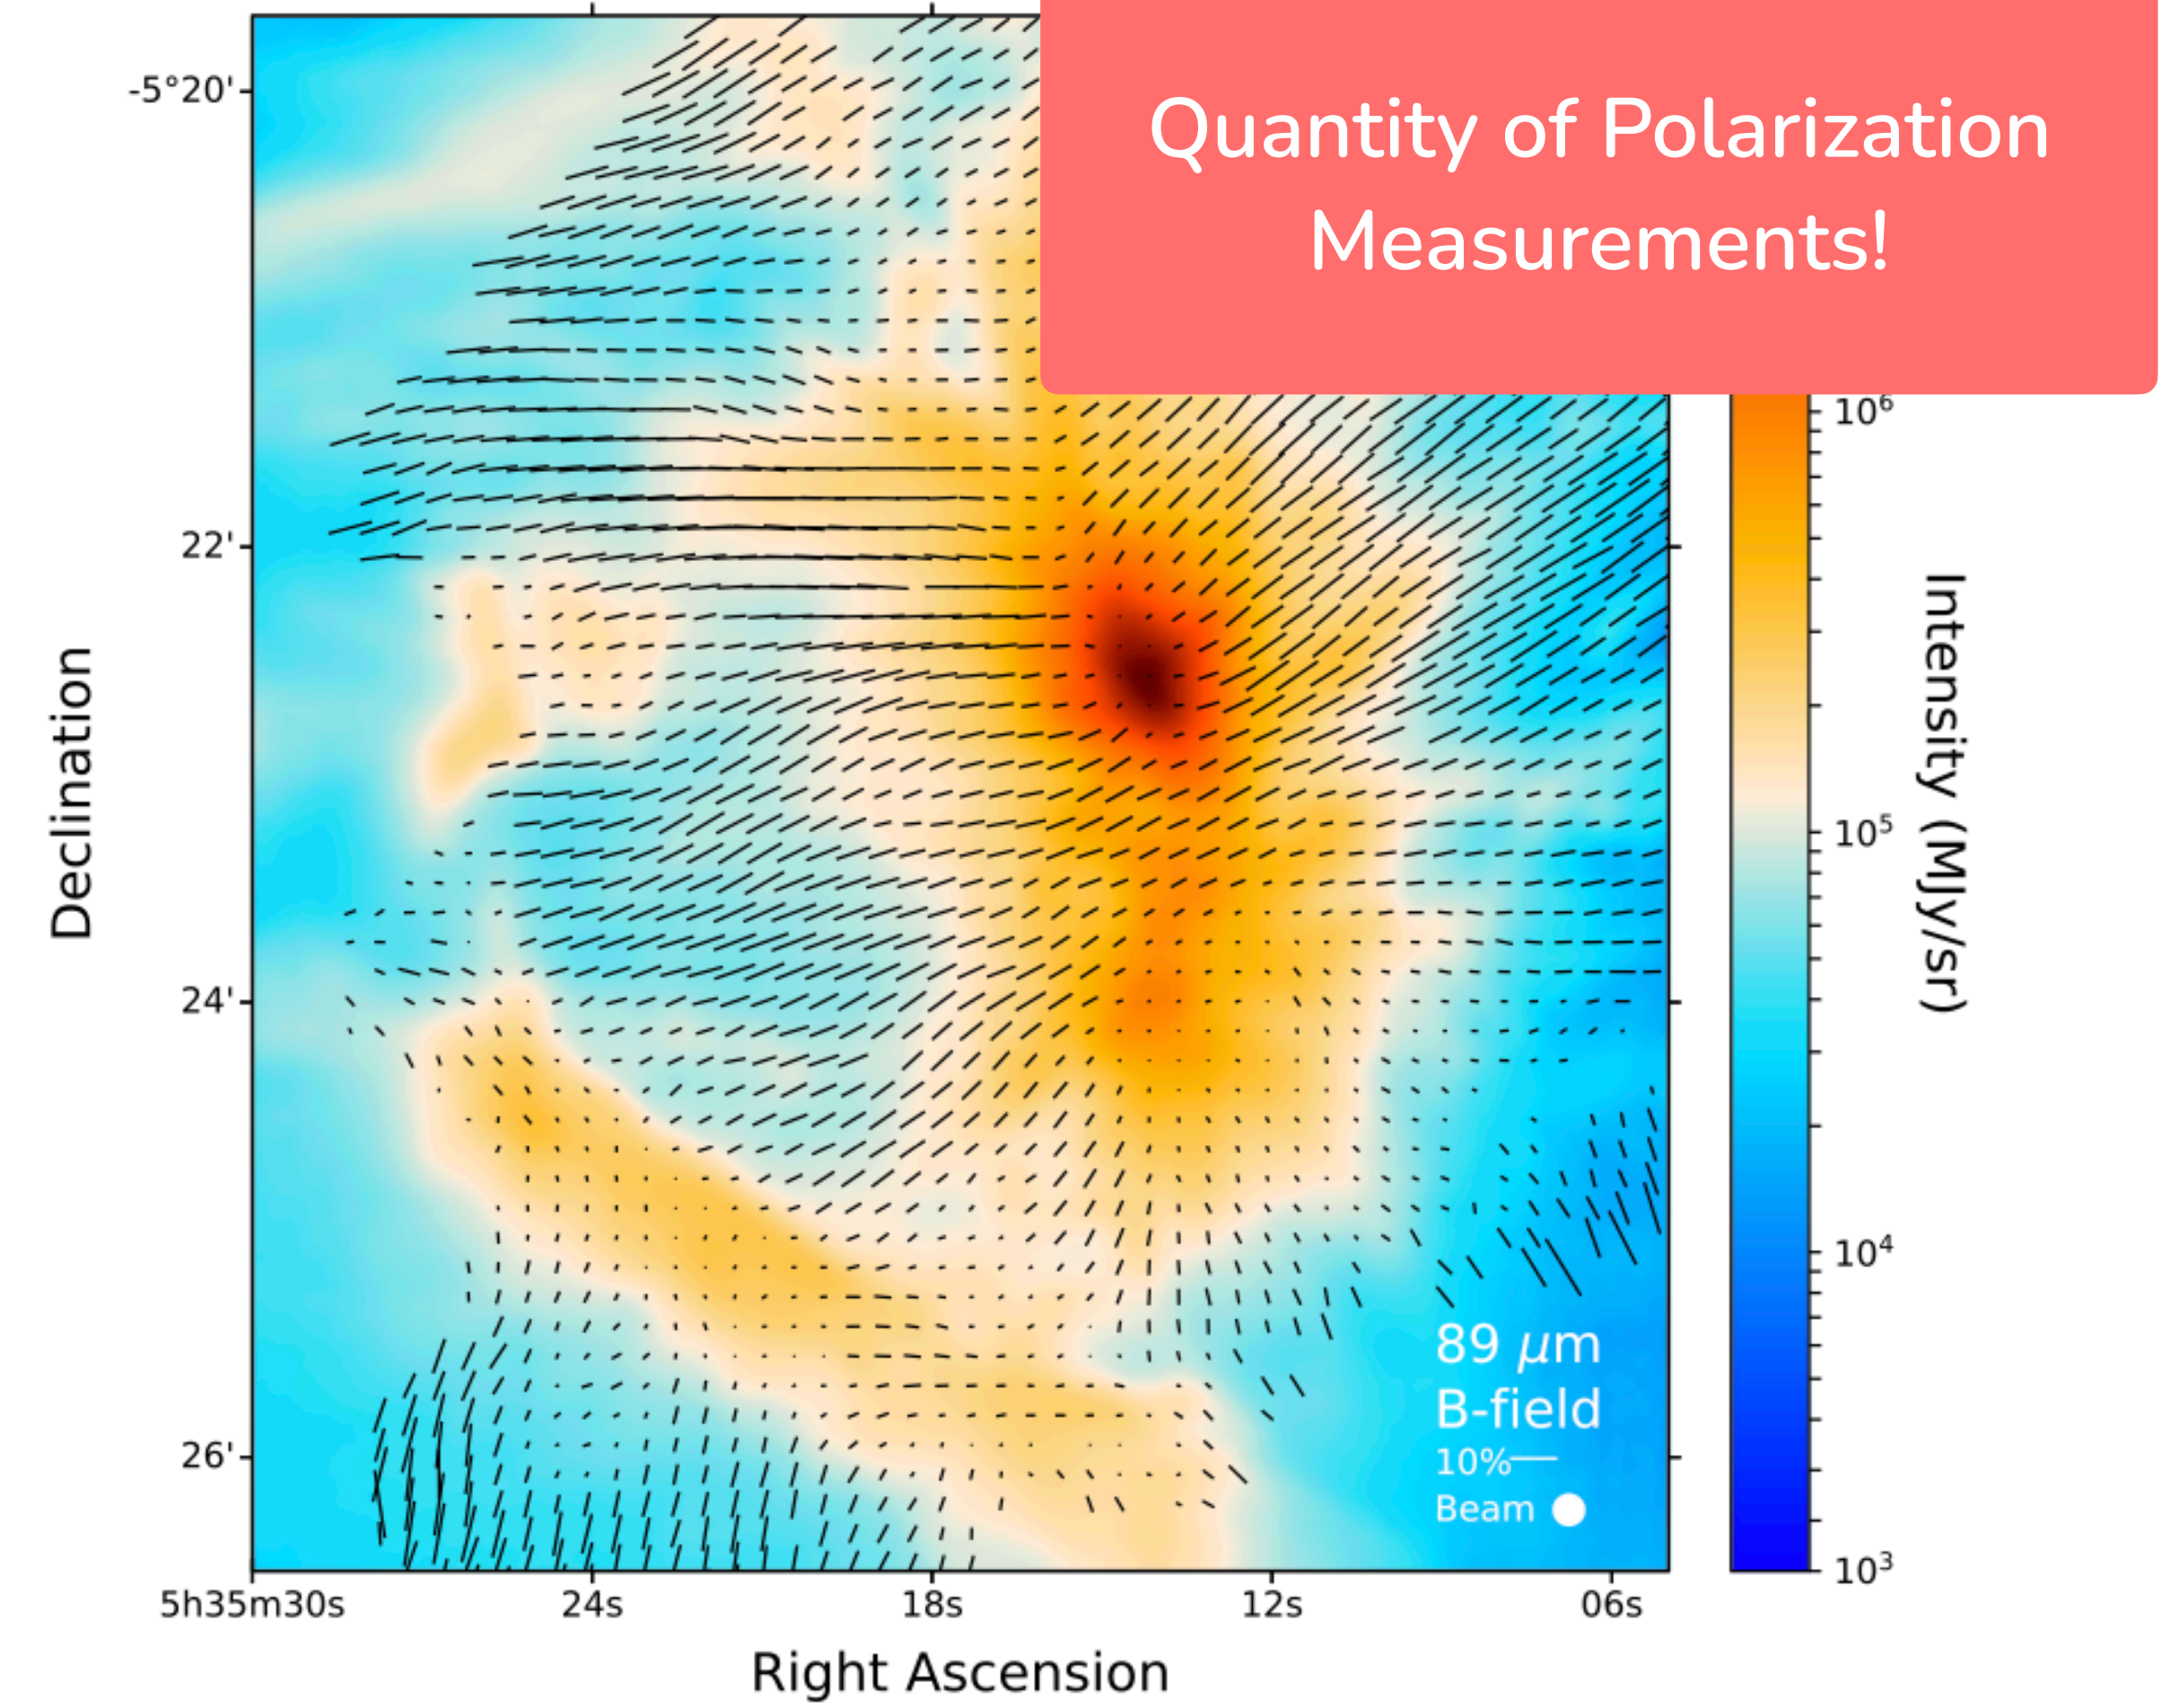 Quantity of Polarization
Measurements!
-5°20'
22'
24'
26'
Declination
5h35m30s
24s
18s
12s
06s
Right Ascension
10⁶
10⁵
10⁴
10³
Intensity (MJy/sr)
89 μm
B-field
10%
Beam